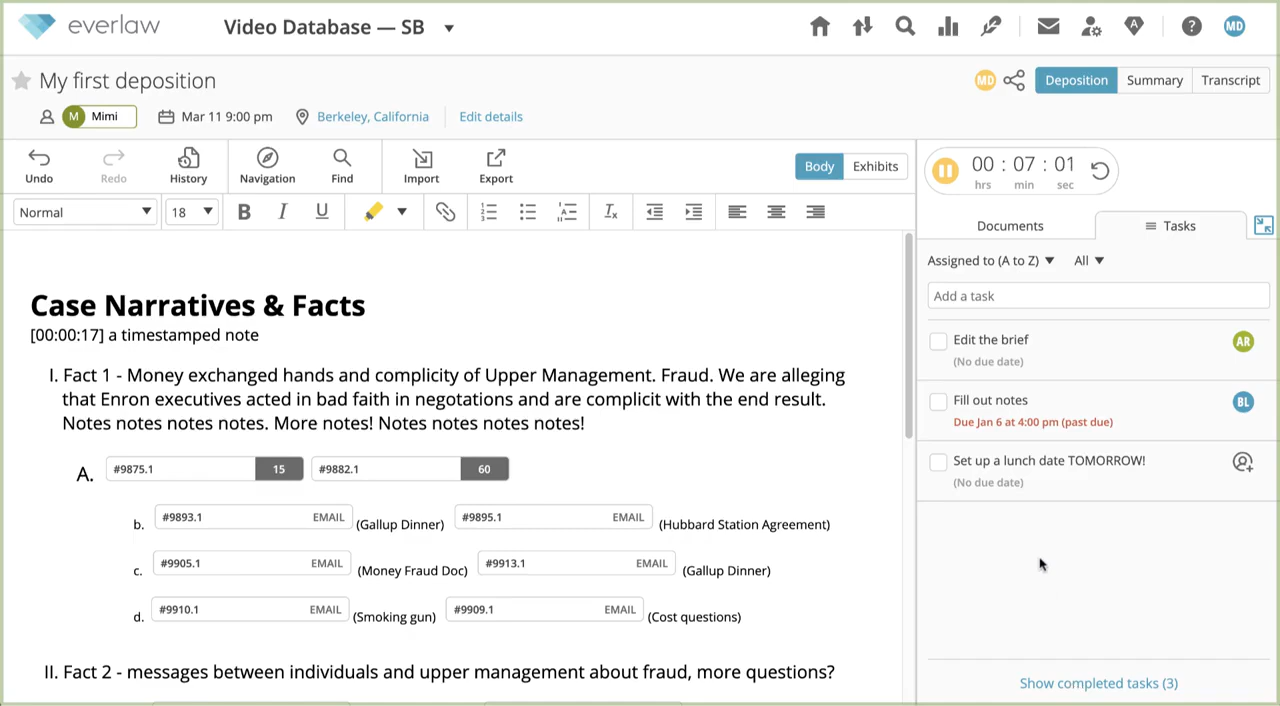 everlaw
Video Database — SB
A
?
MD
My first deposition
MD
Deposition
Summary
Transcript
M
Mimi
Mar 11 9:00 pm
Berkeley, California
Edit details
Undo
Redo
History
Navigation
Find
Import
Export
Body
Exhibits
00 : 07 : 01
hrs
min
sec
Normal
18
B
I
U
Documents
Tasks
Assigned to (A to Z)
All
Add a task
Edit the brief
(No due date)
AR
Fill out notes
Due Jan 6 at 4:00 pm (past due)
BL
Set up a lunch date TOMORROW!
(No due date)
Show completed tasks (3)
Case Narratives & Facts
[00:00:17] a timestamped note
I. Fact 1 - Money exchanged hands and complicity of Upper Management. Fraud. We are alleging
that Enron executives acted in bad faith in negotations and are complicit with the end result.
Notes notes notes notes. More notes! Notes notes notes notes!
A. #9875.1 15 #9882.1 60
b. #9893.1 EMAIL (Gallup Dinner) #9895.1 EMAIL (Hubbard Station Agreement)
c. #9905.1 EMAIL (Money Fraud Doc) #9913.1 EMAIL (Gallup Dinner)
d. #9910.1 EMAIL (Smoking gun) #9909.1 EMAIL (Cost questions)
II. Fact 2 - messages between individuals and upper management about fraud, more questions?